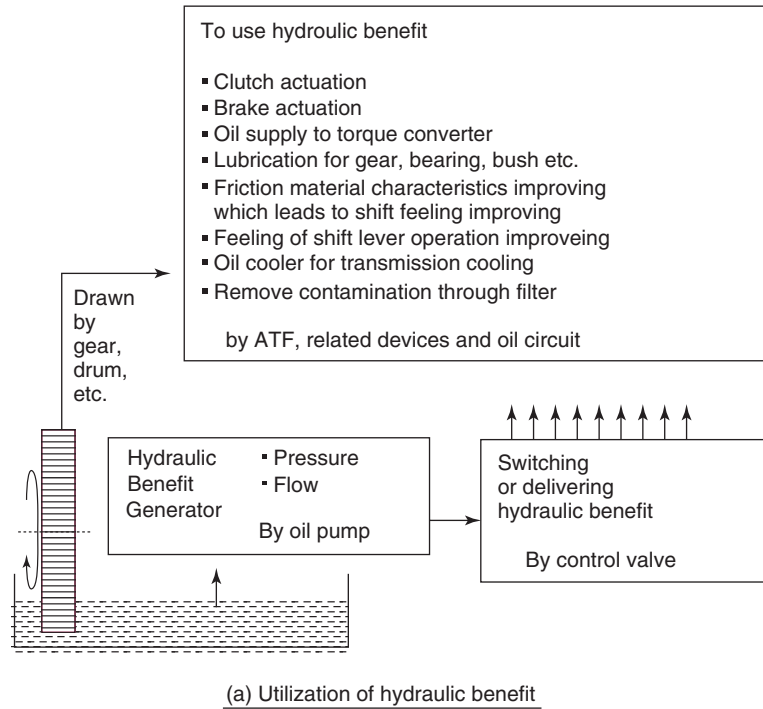 To use hydroulic benefit
▪ Clutch actuation
▪ Brake actuation
▪ Oil supply to torque converter
▪ Lubrication for gear, bearing, bush etc.
▪ Friction material characteristics improving
which leads to shift feeling improving
▪ Feeling of shift lever operation improveing
▪ Oil cooler for transmission cooling
▪ Remove contamination through filter
by ATF, related devices and oil circuit
Drawn
by
gear,
drum,
etc.
Hydraulic
Benefit
Generator
▪ Pressure
▪ Flow
By oil pump
Switching
or delivering
hydraulic benefit
By control valve
(a) Utilization of hydraulic benefit